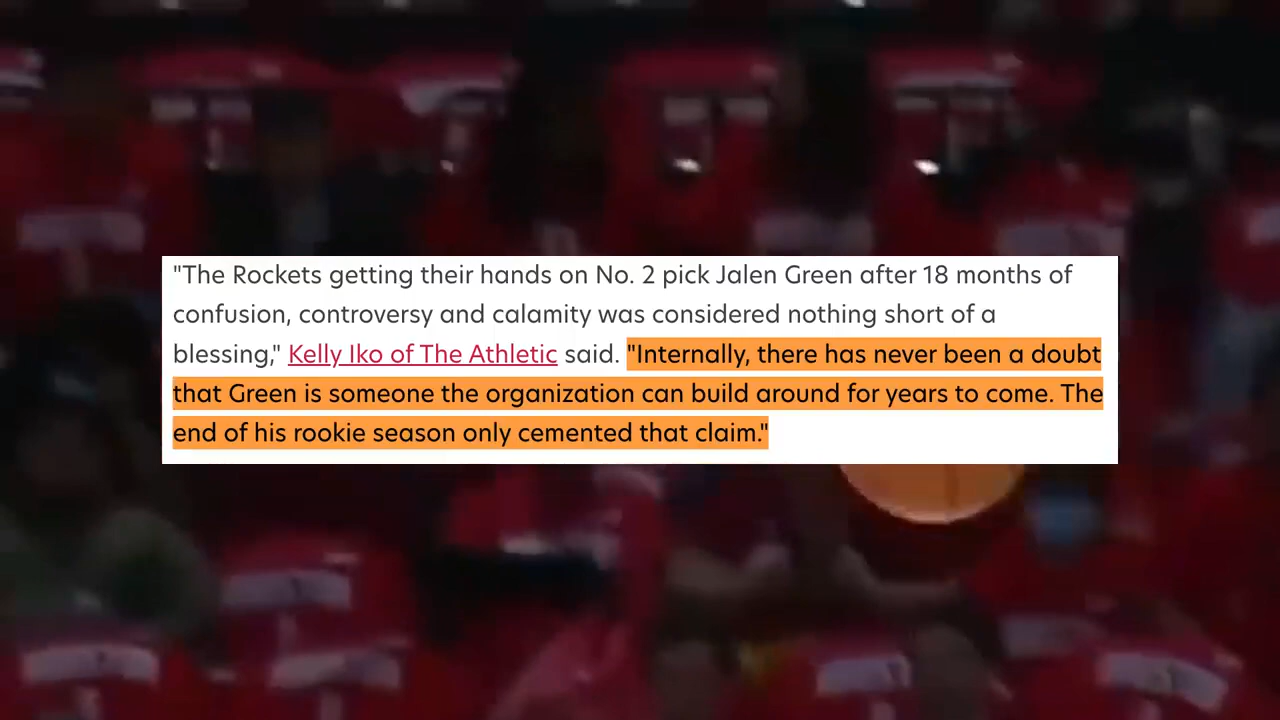 "The Rockets getting their hands on No. 2 pick Jalen Green after 18 months of
confusion, controversy and calamity was considered nothing short of a
blessing," Kelly Iko of The Athletic said. "Internally, there has never been a doubt
that Green is someone the organization can build around for years to come. The
end of his rookie season only cemented that claim."